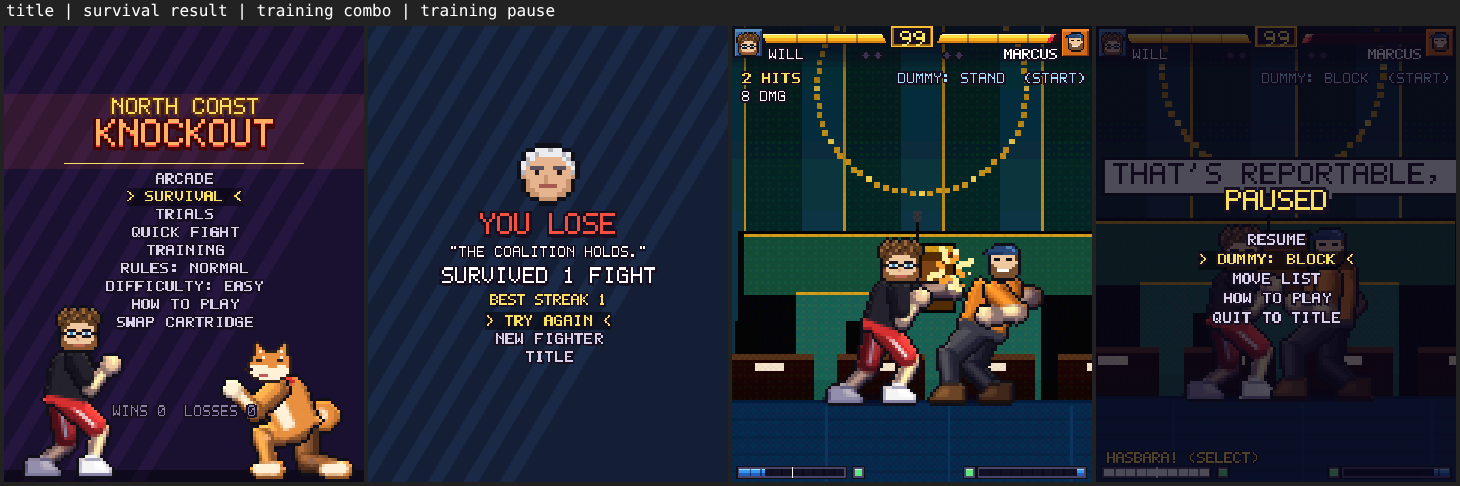 title | survival result | training combo | training pause
NORTH COAST
KNOCKOUT
ARCADE
> SURVIVAL <
TRIALS
QUICK FIGHT
TRAINING
RULES: NORMAL
DIFFICULTY: EASY
HOW TO PLAY
SWAP CARTRIDGE
WINS 0 LOSSES 0
YOU LOSE
"THE COALITION HOLDS."
SURVIVED 1 FIGHT
BEST STREAK 1
> TRY AGAIN <
NEW FIGHTER
TITLE
99
WILL
MARCUS
2 HITS
DUMMY: STAND (START)
8 DMG
99
WILL
MARCUS
DUMMY: BLOCK (START)
THAT'S REPORTABLE,
PAUSED
RESUME
> DUMMY: BLOCK <
MOVE LIST
HOW TO PLAY
QUIT TO TITLE
HASBARA! (SELECT)